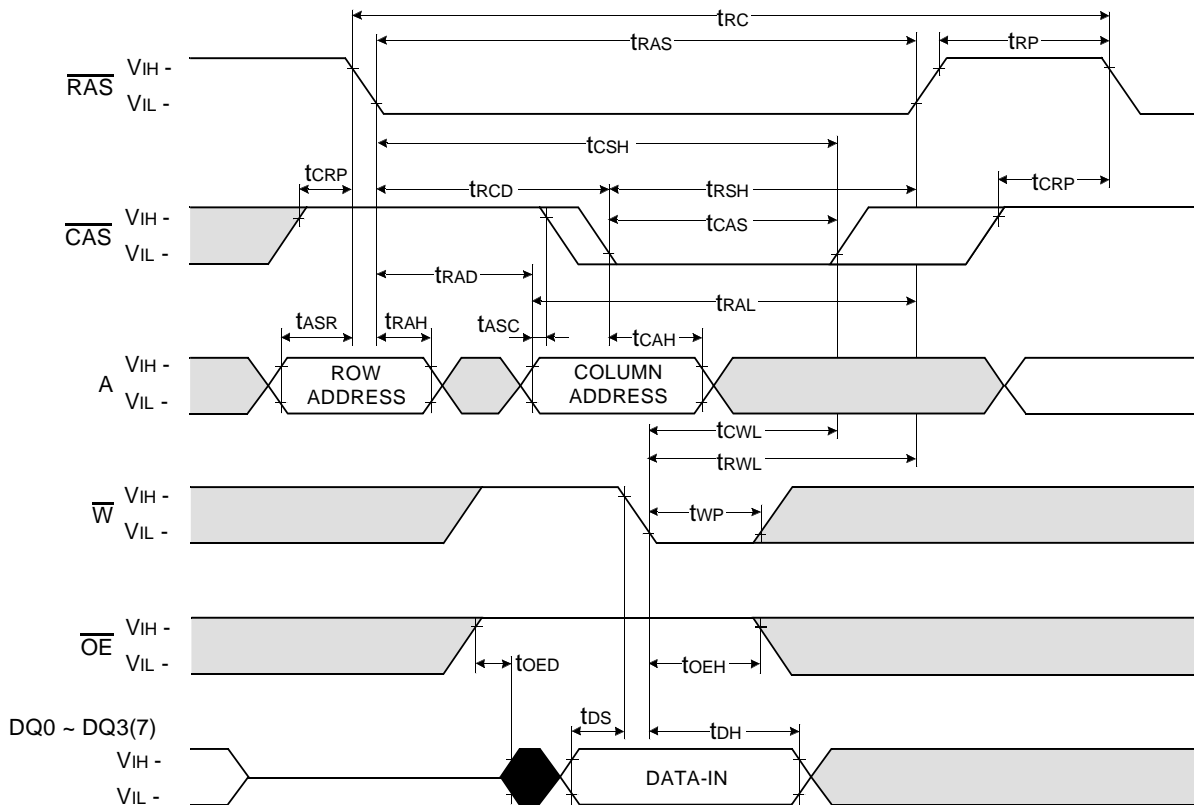 tRC
tRAS
tRP
RAS
VIH -
VIL -
tCSH
tCRP
tRCD
tRSH
tCRP
CAS
VIH -
VIL -
tCAS
tRAD
tRAL
tASR
tRAH
tASC
tCAH
A
VIH -
VIL -
ROW
ADDRESS
COLUMN
ADDRESS
tCWL
tRWL
W
VIH -
VIL -
tWP
OE
VIH -
VIL -
tOED
tOEH
DQ0 ~ DQ3(7)
tDS
tDH
VIH -
VIL -
DATA-IN